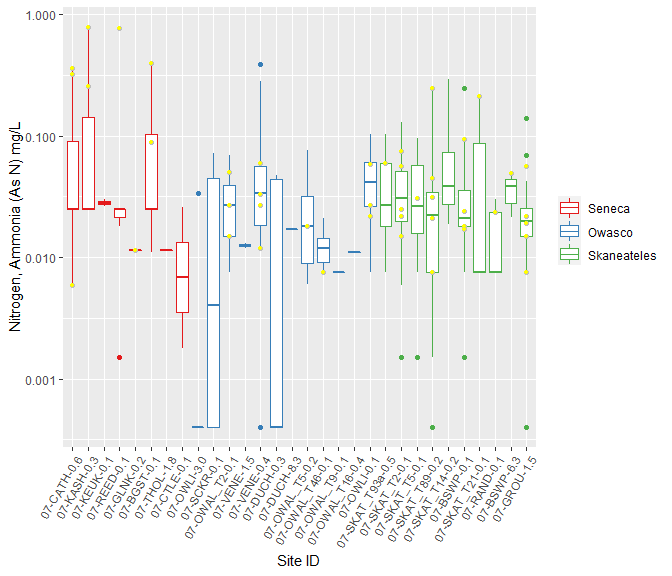 1.000
0.100
0.010
0.001
Nitrogen, Ammonia (As N) mg/L
07-CATH-0.6
07-KASH-0.3
07-KEUK-0.1
07-REED-0.1
07-GLNK-0.2
07-BGST-0.1
07-THOL-1.8
07-CTLE-0.1
07-OWLI-3.0
07-SCKR-0.1
07-OWAL_T2-0.1
07-VENE-1.5
07-VENE-0.4
07-DUCH-0.3
07-DUCH-8.3
07-OWAL_T5-0.2
07-OWAL_T46-0.1
07-OWAL_T9-0.1
07-OWAL_T16-0.4
07-OWLI-0.1
07-SKAT_T93a-0.5
07-SKAT_T2-0.1
07-SKAT_T5-0.1
07-SKAT_T89-0.2
07-SKAT_T14-0.2
07-BSWP-0.1
07-SKAT_T21-0.1
07-RAND-0.1
07-BSWP-6.3
07-GROU-1.5
Site ID
Seneca
Owasco
Skaneateles